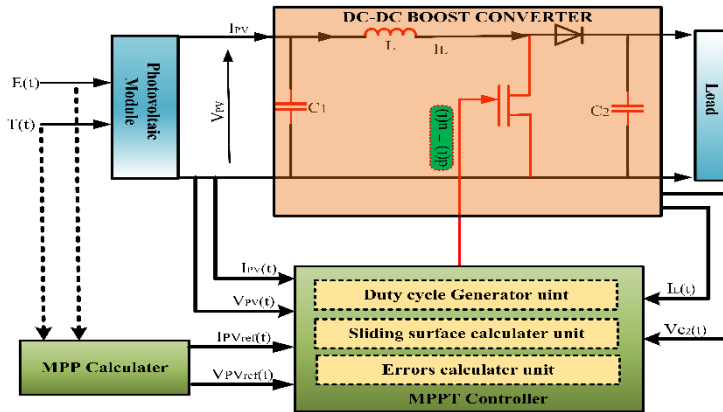 DC-DC BOOST CONVERTER
IPV
L
IL
E(t)
T(t)
Photovoltaic
Module
VPV
C1
d(t) = u(t)
C2
Load
IPV(t)
VPV(t)
IPVref(t)
VPVref(t)
MPP Calculater
Duty cycle Generator uint
Sliding surface calculater unit
Errors calculater unit
MPPT Controller
IL(t)
Vc2(t)